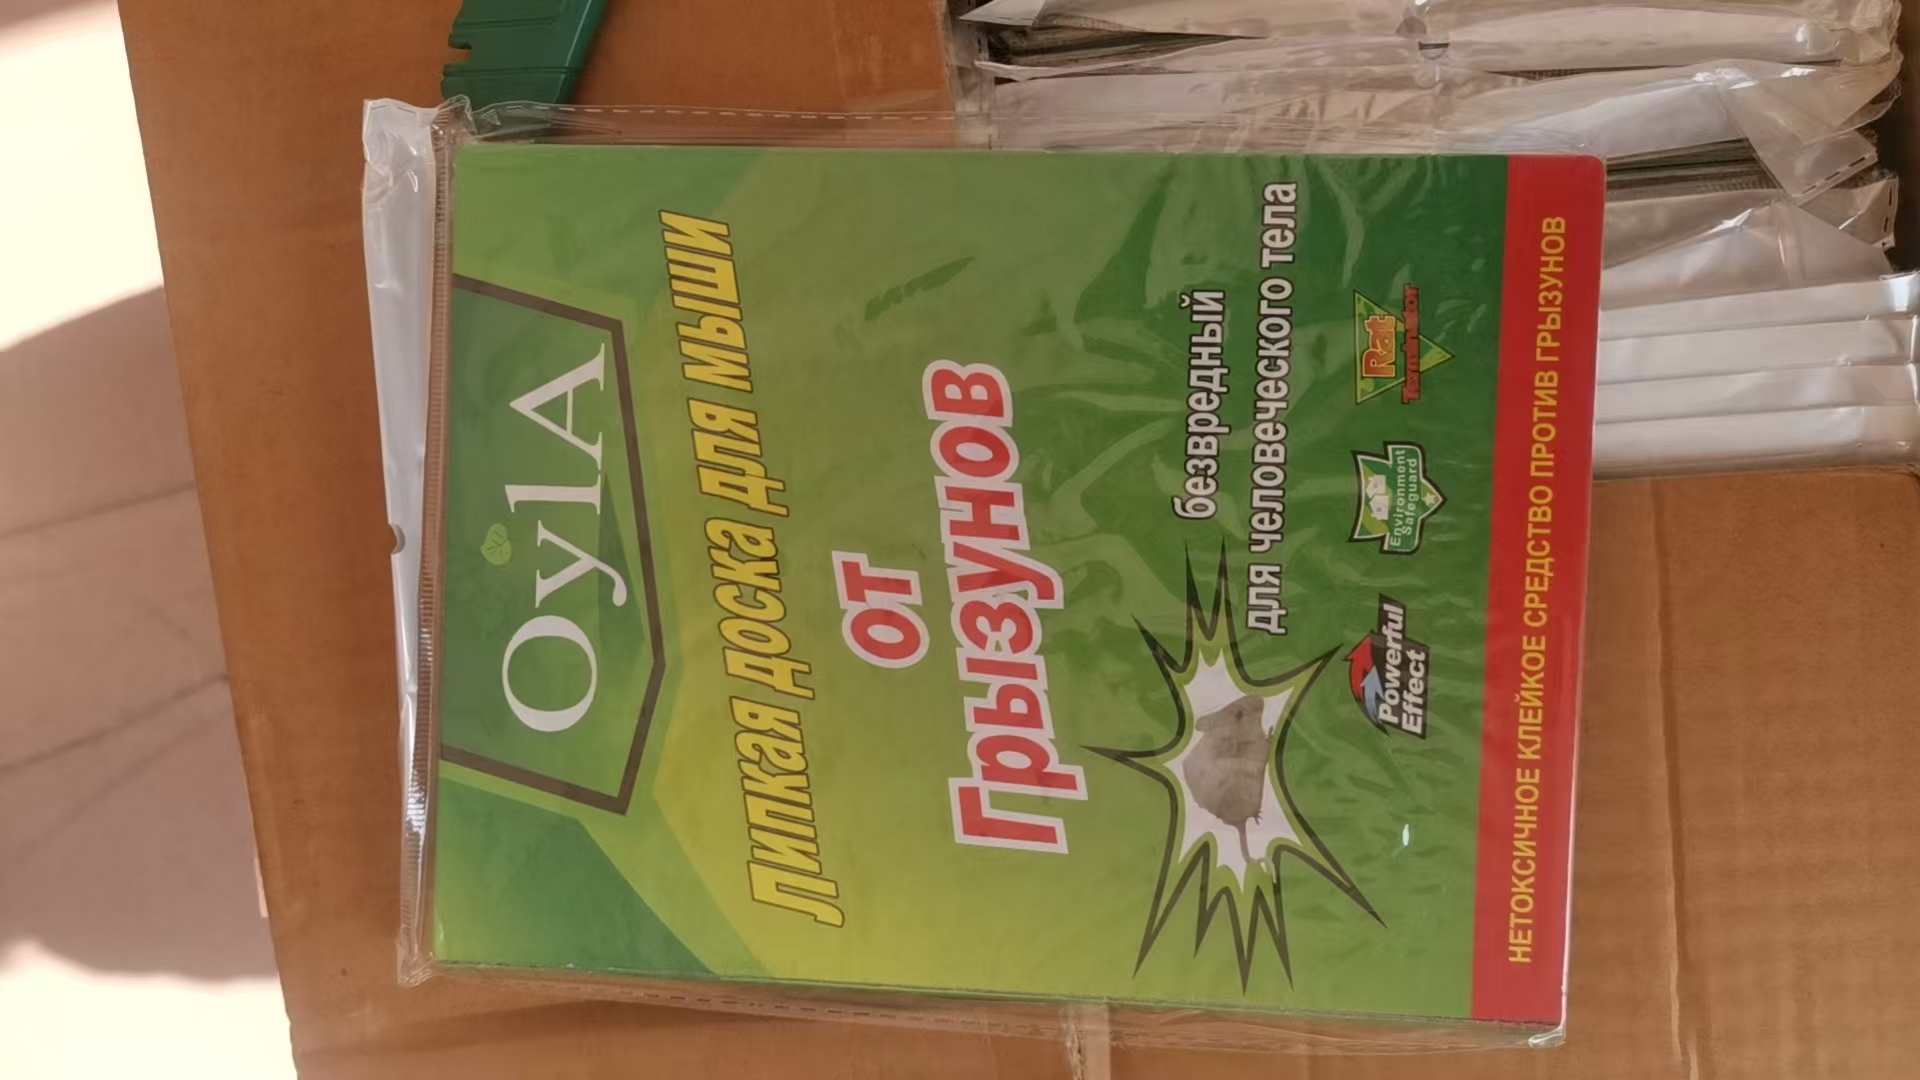 OylA
Липкая доска для мыши
от
Грызунов
безвредный
для человеческого тела
Powerful
Effect
Environment
Safeguard
Rat
Terminator
НЕТОКСИЧНОЕ КЛЕЙКОЕ СРЕДСТВО ПРОТИВ ГРЫЗУНОВ